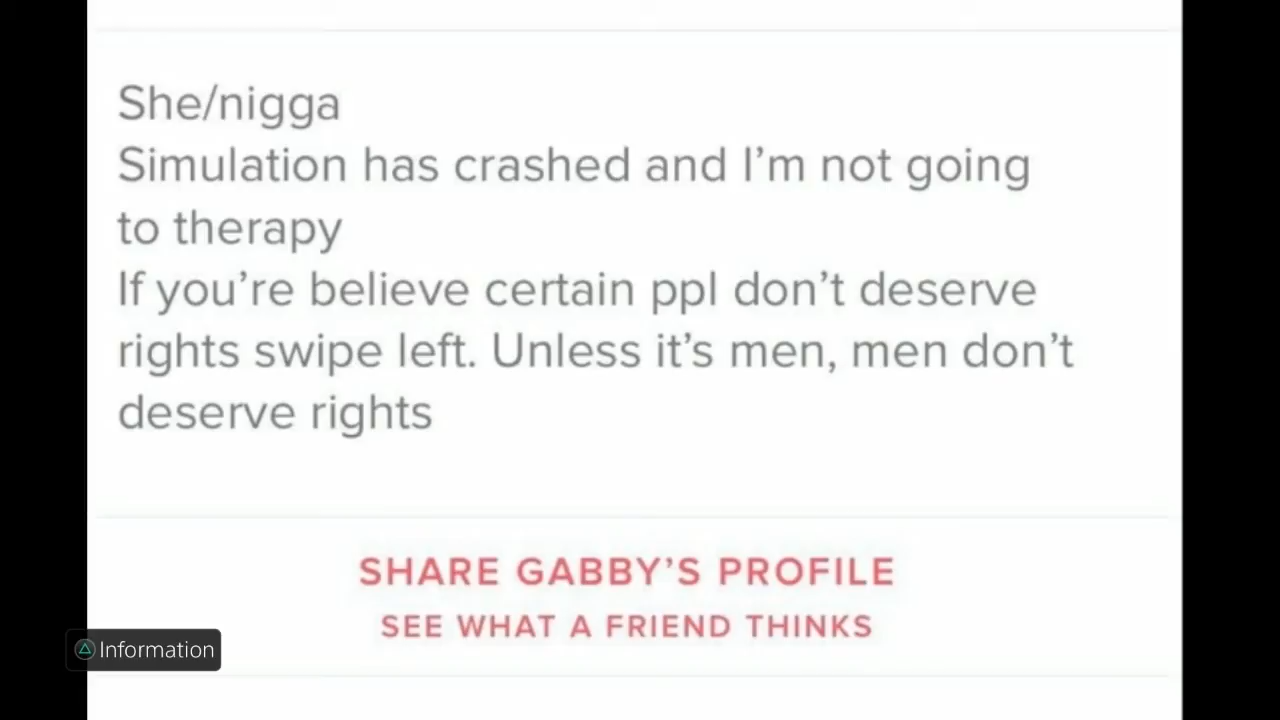 She/nigga
Simulation has crashed and I'm not going
to therapy
If you're believe certain ppl don't deserve
rights swipe left. Unless it's men, men don't
deserve rights
SHARE GABBY'S PROFILE
SEE WHAT A FRIEND THINKS
Information